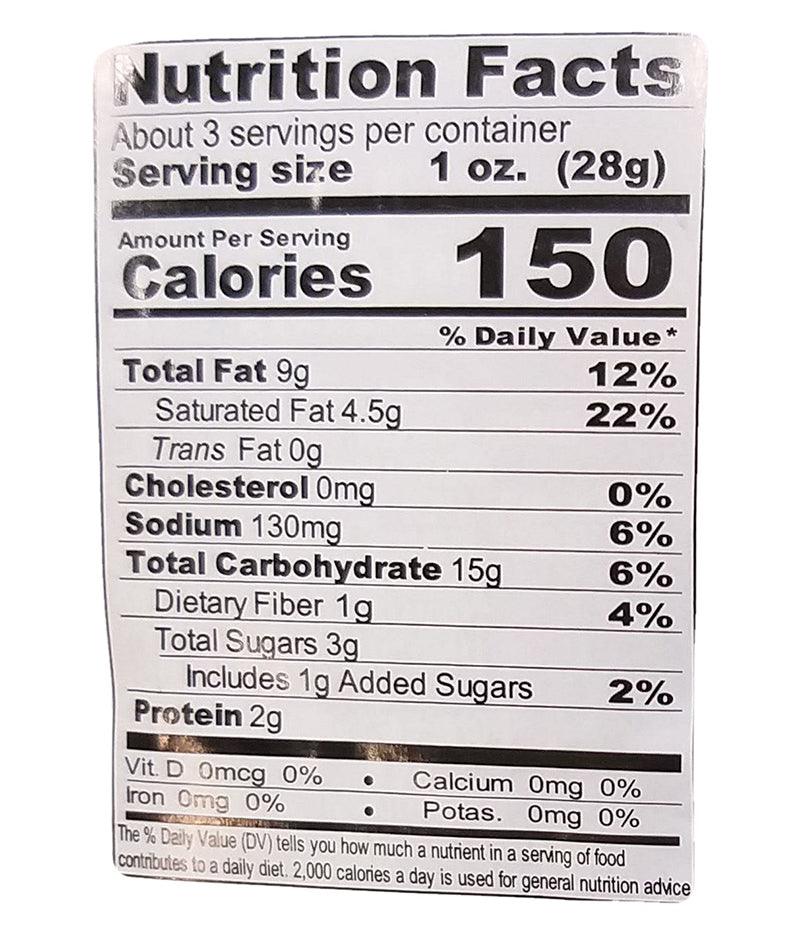 Nutrition Facts
About 3 servings per container
Serving size 1 oz. (28g)
Amount Per Serving
Calories 150
% Daily Value*
Total Fat 9g 12%
Saturated Fat 4.5g 22%
Trans Fat 0g
Cholesterol 0mg 0%
Sodium 130mg 6%
Total Carbohydrate 15g 6%
Dietary Fiber 1g 4%
Total Sugars 3g
Includes 1g Added Sugars 2%
Protein 2g
Vit. D 0mcg 0% • Calcium 0mg 0%
Iron 0mg 0% • Potas. 0mg 0%
The % Daily Value (DV) tells you how much a nutrient in a serving of food
contributes to a daily diet. 2,000 calories a day is used for general nutrition advice